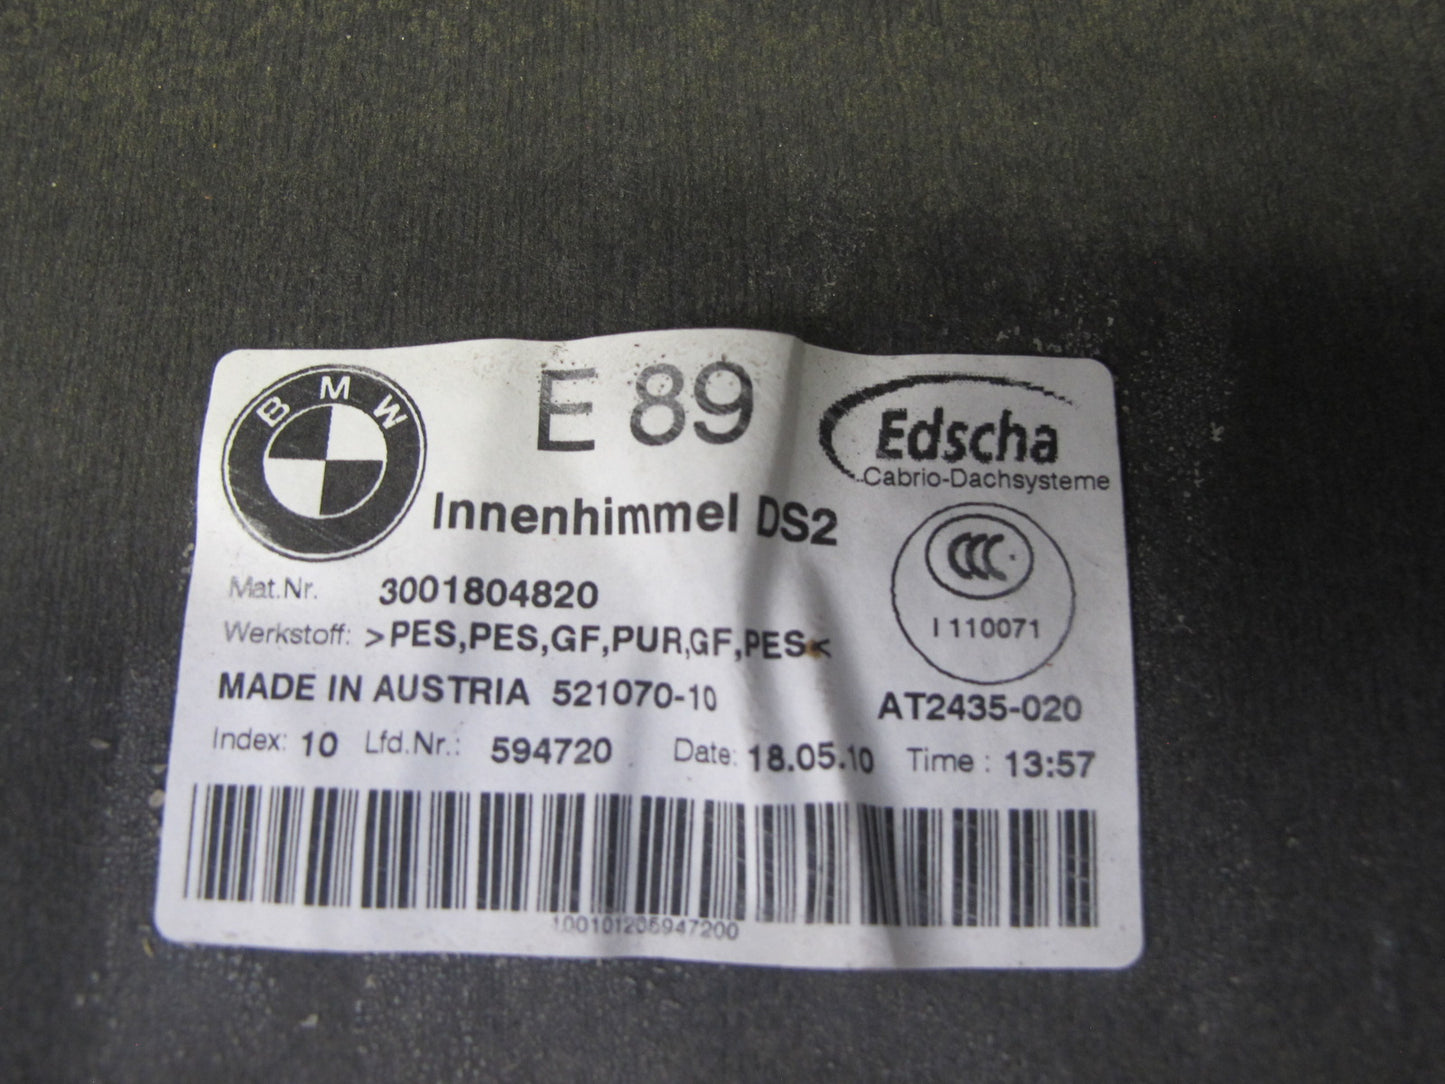 BMW
E 89
Edscha
Cabrio-Dachsysteme
Innenhimmel DS2
CCC
I 110071
Mat.Nr. 3001804820
Werkstoff: >PES,PES,GF,PUR,GF,PES<
MADE IN AUSTRIA 521070-10 AT2435-020
Index: 10 Lfd.Nr.: 594720 Date: 18.05.10 Time : 13:57